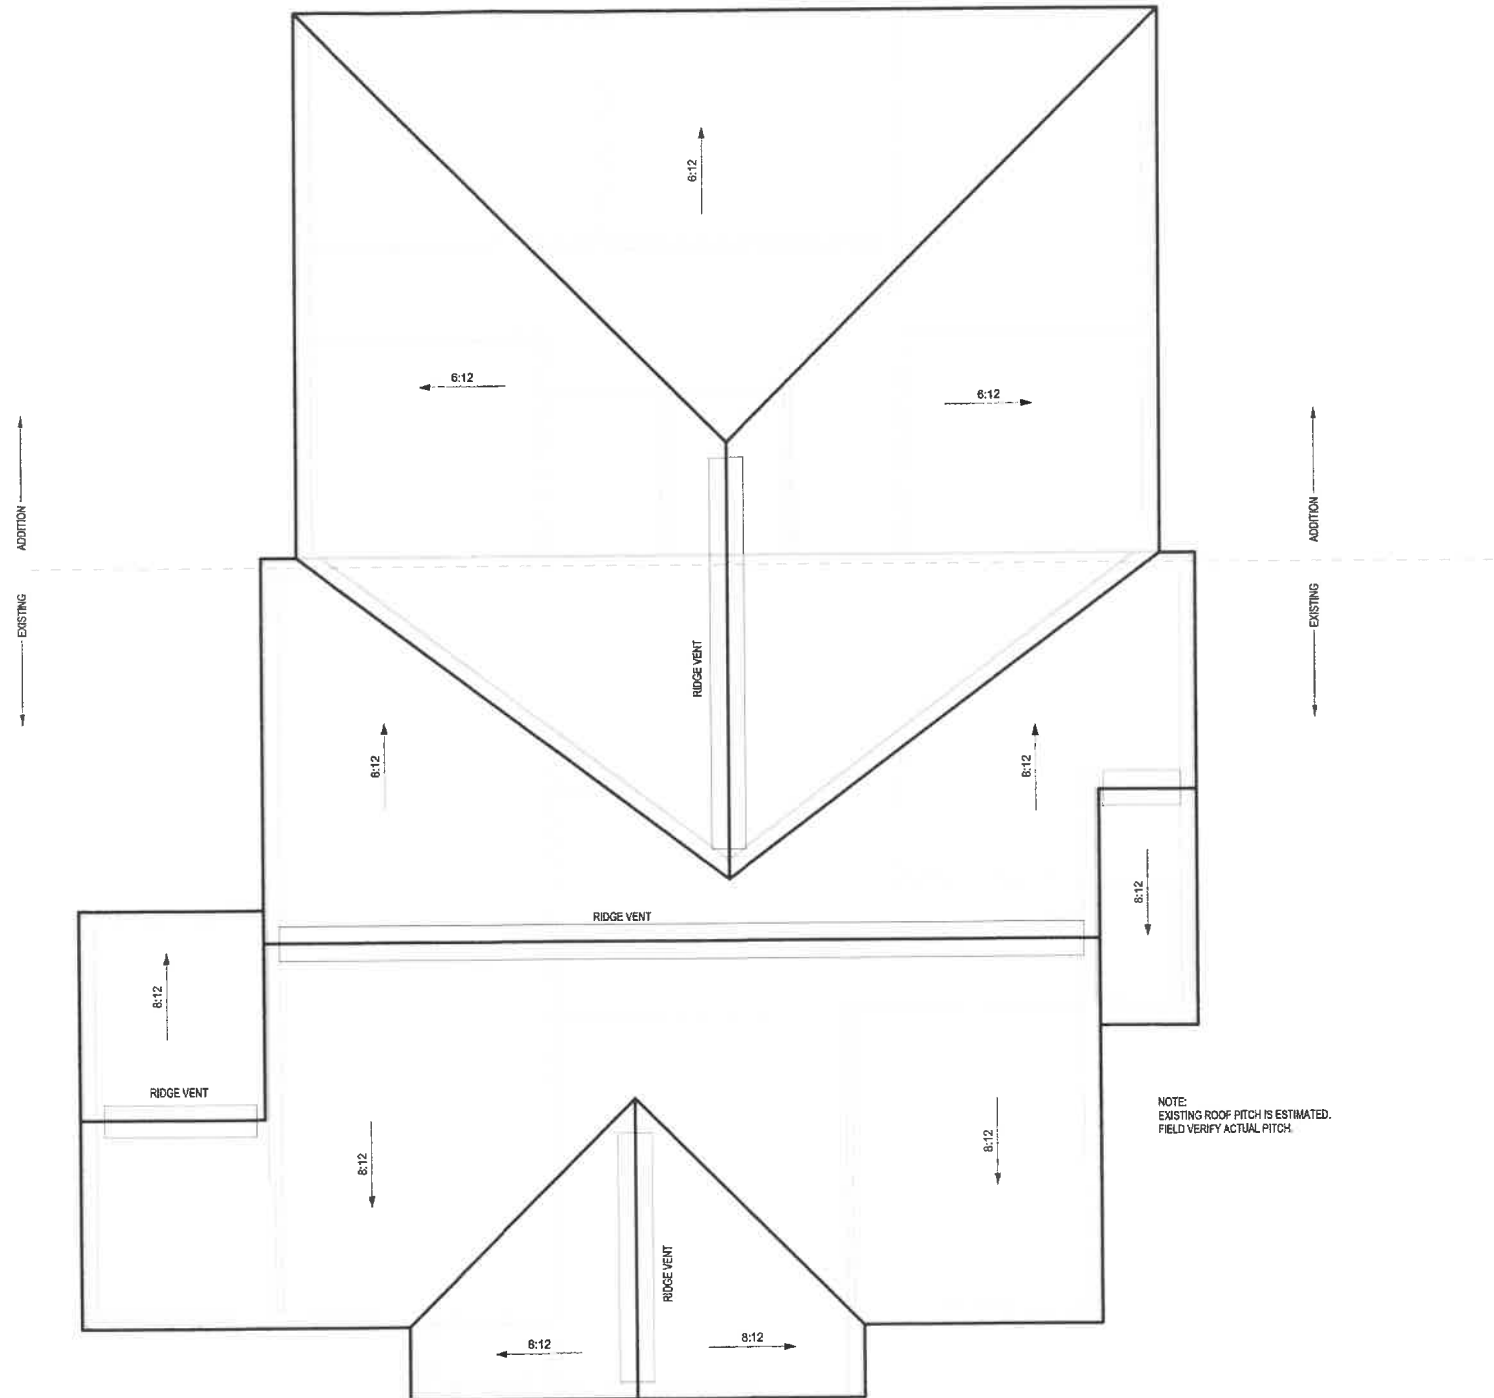 6:12
6:12
6:12
ADDITION
EXISTING
ADDITION
EXISTING
RIDGE VENT
8:12
8:12
8:12
RIDGE VENT
8:12
RIDGE VENT
NOTE:
EXISTING ROOF PITCH IS ESTIMATED.
FIELD VERIFY ACTUAL PITCH.
8:12
8:12
RIDGE VENT
8:12
8:12